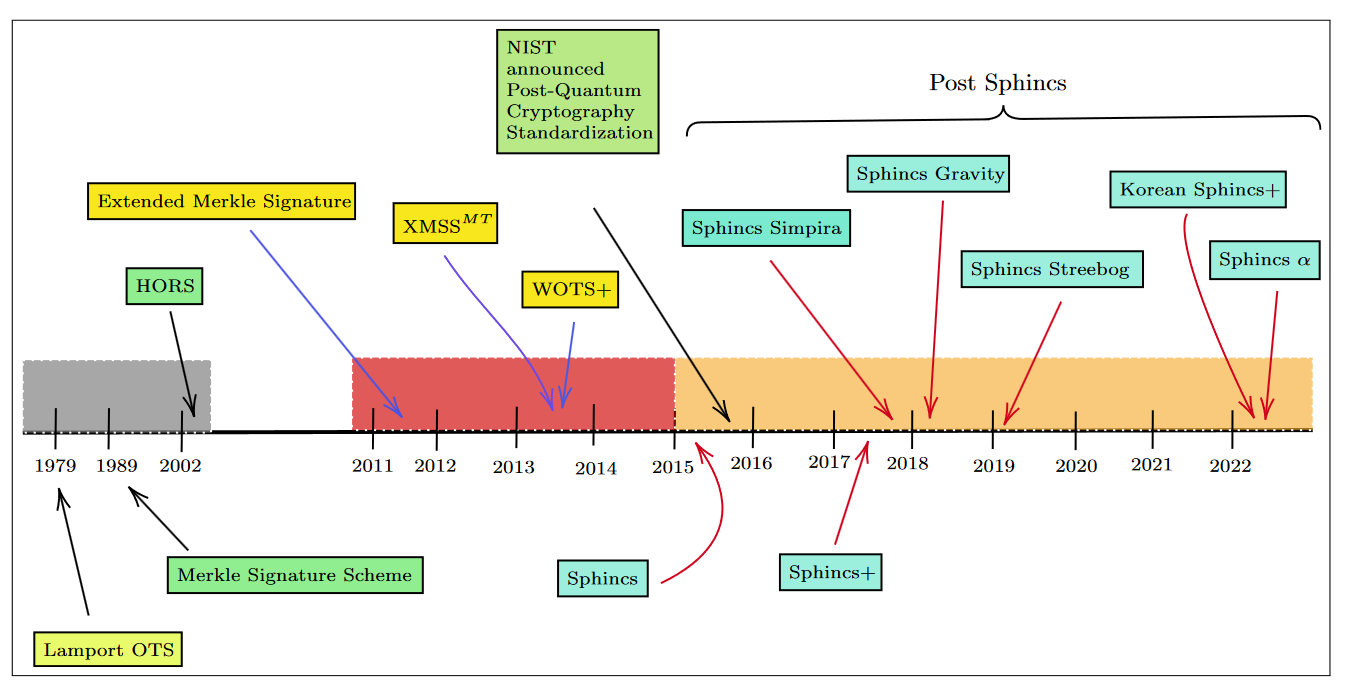 NIST
announced
Post-Quantum
Cryptography
Standardization
Post Sphincs
Sphincs Gravity
Korean Sphincs+
Extended Merkle Signature
XMSS^{MT}
Sphincs Simpira
Sphincs Streebog
Sphincs α
HORS
WOTS+
1979 1989 2002 2011 2012 2013 2014 2015 2016 2017 2018 2019 2020 2021 2022
Merkle Signature Scheme
Sphincs
Sphincs+
Lamport OTS